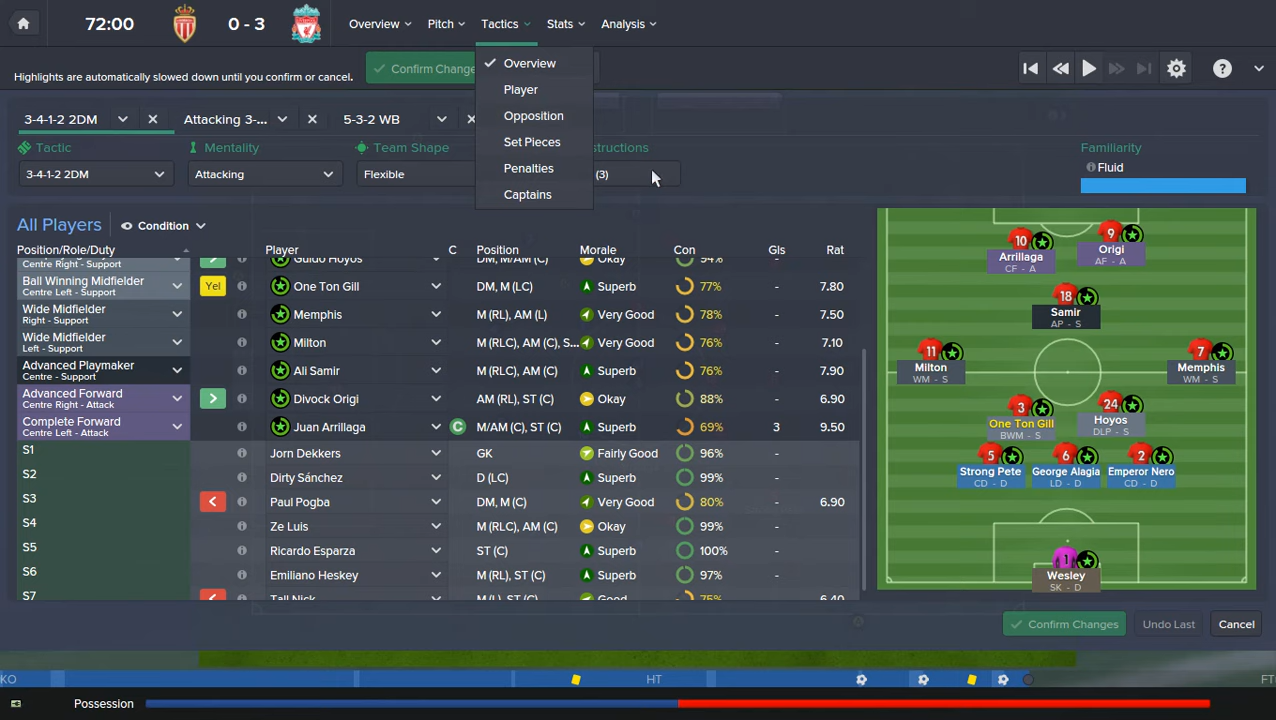 72:00 0 - 3 Overview Pitch Tactics Stats Analysis
Overview
Player
Opposition
Set Pieces
Penalties
Captains
Highlights are automatically slowed down until you confirm or cancel.
Confirm Change
3-4-1-2 2DM Attacking 3-... 5-3-2 WB
Tactic Mentality Team Shape structions Familiarity
3-4-1-2 2DM Attacking Flexible (3) Fluid
All Players Condition
Position/Role/Duty Player C Position Morale Con Gls Rat
Centre Right - Support Guido Hoyos DM, M/AM (C) Okay 94% -
Ball Winning Midfielder
Centre Left - Support
Yel One Ton Gill DM, M (LC) Superb 77% - 7.80
Wide Midfielder
Right - Support
Memphis M (RL), AM (L) Very Good 78% - 7.50
Wide Midfielder
Left - Support
Milton M (RLC), AM (C), S... Very Good 76% - 7.10
Advanced Playmaker
Centre - Support
Ali Samir M (RLC), AM (C) Superb 76% - 7.90
Advanced Forward
Centre Right - Attack
Divock Origi AM (RL), ST (C) Okay 88% - 6.90
Complete Forward
Centre Left - Attack
Juan Arrillaga C M/AM (C), ST (C) Superb 69% 3 9.50
S1 Jorn Dekkers GK Fairly Good 96% -
S2 Dirty Sánchez D (LC) Superb 99% -
S3 Paul Pogba DM, M (C) Very Good 80% - 6.90
S4 Ze Luis M (RLC), AM (C) Okay 99% -
S5 Ricardo Esparza ST (C) Superb 100% -
S6 Emiliano Heskey M (RL), ST (C) Superb 97% -
S7 Tall Nick M (L), ST (C) Good 75% - 6.40
10 9
Arrillaga Origi
CF - A AF - A
18
Samir
AP - S
11 7
Milton Memphis
WM - S WM - S
3 24
One Ton Gill Hoyos
BWM - S DLP - S
5 6 2
Strong Pete George Alagia Emperor Nero
CD - D LD - D CD - D
1
Wesley
SK - D
Confirm Changes Undo Last Cancel
KO HT FT
Possession